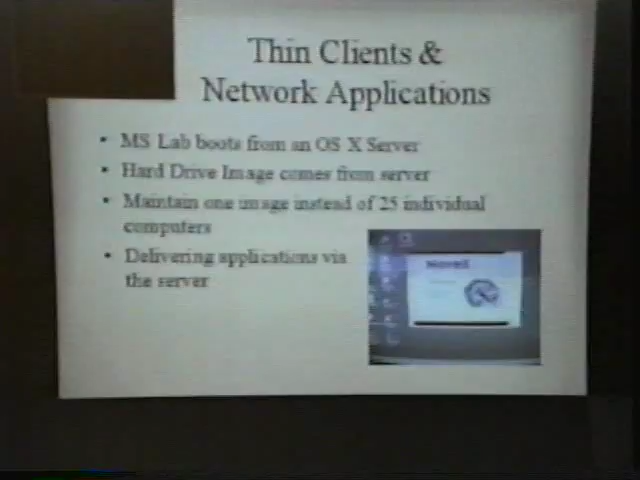 Thin Clients &
Network Applications
• MS Lab boots from an OS X Server
• Hard Drive Image comes from server
• Maintain one image instead of 25 individual
computers
• Delivering applications via
the server
Novell